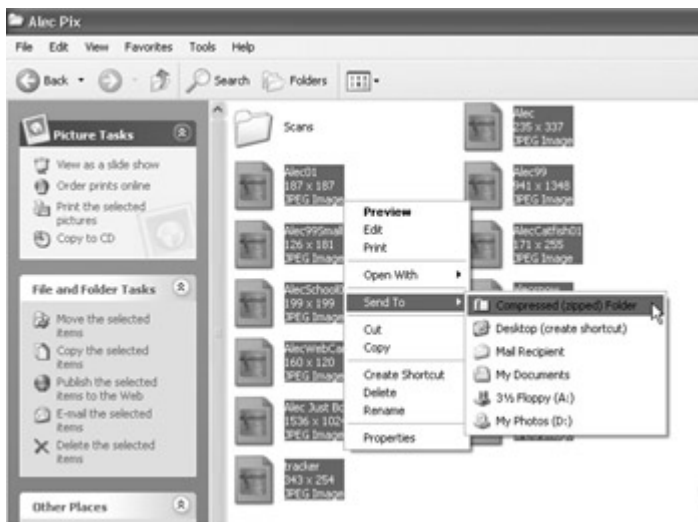 Alec Pix
File Edit View Favorites Tools Help
Back Search Folders
Picture Tasks
View as a slide show
Order prints online
Print the selected
pictures
Copy to CD
File and Folder Tasks
Move the selected
items
Copy the selected
items
Publish the selected
items to the Web
E-mail the selected
items
Delete the selected
items
Other Places
Scans
Alec
235 x 337
JPEG Image
Alec01
187 x 187
JPEG Image
Alec99
941 x 1348
JPEG Image
Alec99Small
126 x 181
JPEG Image
AlecCatfish01
171 x 255
JPEG Image
AlecSchool0
199 x 199
JPEG Image
AlecWebCa
160 x 120
JPEG Image
Alec Just Bo
1536 x 102
JPEG Image
tracker
343 x 254
JPEG Image
Preview
Edit
Print
Open With
Send To
Cut
Copy
Create Shortcut
Delete
Rename
Properties
Compressed (zipped) Folder
Desktop (create shortcut)
Mail Recipient
My Documents
3½ Floppy (A:)
My Photos (D:)